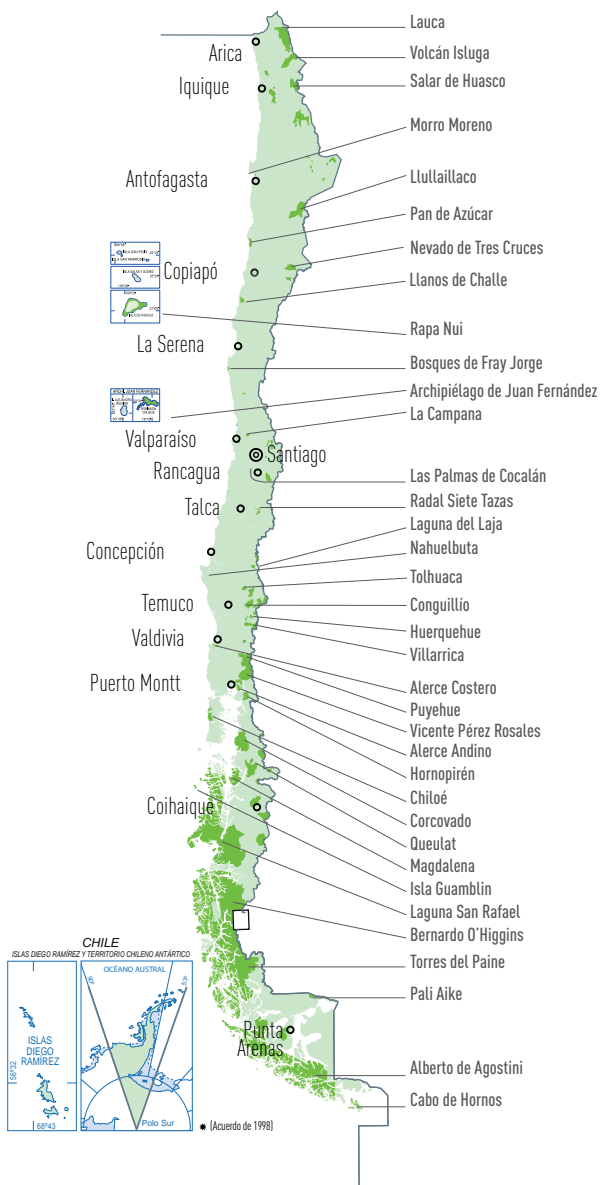 Lauca
Arica
Volcán Isluga
Iquique
Salar de Huasco
Morro Moreno
Antofagasta
Llullaillaco
Pan de Azúcar
Nevado de Tres Cruces
Copiapó
Llanos de Challe
Rapa Nui
La Serena
Bosques de Fray Jorge
Archipiélago de Juan Fernández
La Campana
Valparaíso
Santiago
Rancagua
Las Palmas de Cocalán
Talca
Radal Siete Tazas
Laguna del Laja
Concepción
Nahuelbuta
Tolhuaca
Temuco
Conguillío
Huerquehue
Valdivia
Villarrica
Puerto Montt
Alerce Costero
Puyehue
Vicente Pérez Rosales
Alerce Andino
Hornopirén
Chiloé
Coihaique
Corcovado
Queulat
Magdalena
Isla Guamblin
Laguna San Rafael
Bernardo O'Higgins
Torres del Paine
Pali Aike
Punta
Arenas
Alberto de Agostini
Cabo de Hornos
CHILE
ISLAS DIEGO RAMÍREZ Y TERRITORIO CHILENO ANTÁRTICO
OCÉANO AUSTRAL
90º
53º
ISLAS
DIEGO
RAMÍREZ
56º32
68º43
Polo Sur
* (Acuerdo de 1998)